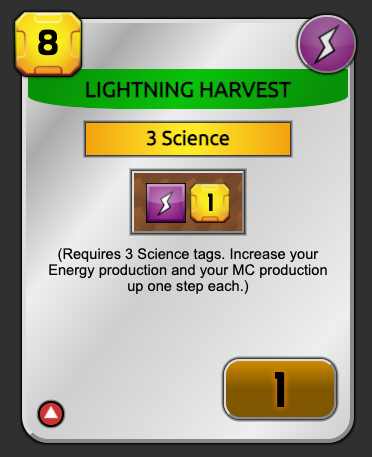 8
LIGHTNING HARVEST
3 Science
1
(Requires 3 Science tags. Increase your
Energy production and your MC production
up one step each.)
1